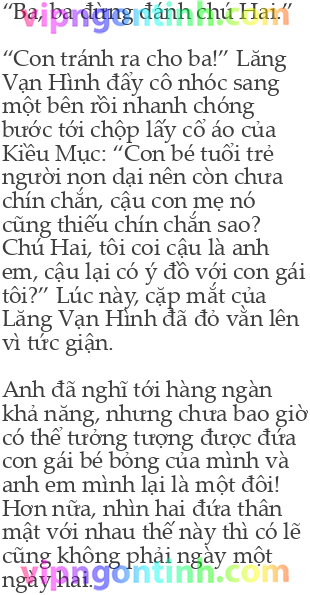 “Ba, ba đừng đánh chú Hai.”
vipngontinh.com
“Con tránh ra cho ba!” Lăng
Vạn Hình đẩy cô nhóc sang
một bên rồi nhanh chóng
bước tới chộp lấy cổ áo của
Kiều Mục: “Con bé tuổi trẻ
người non dại nên còn chưa
chín chắn, cậu con mẹ nó
cũng thiếu chín chắn sao?
Chú Hai, tôi coi cậu là anh
em, cậu lại có ý đồ với con gái
tôi?” Lúc này, cặp mắt của
Lăng Vạn Hình đã đỏ vằn lên
vì tức giận.
Anh đã nghĩ tới hàng ngàn
khả năng, nhưng chưa bao giờ
có thể tưởng tượng được đứa
con gái bé bỏng của mình và
anh em mình lại là một đôi!
Hơn nữa, nhìn hai đứa thân
mật với nhau thế này thì có lẽ
cũng không phải ngày một
ngày hai.
vipngontinh.com